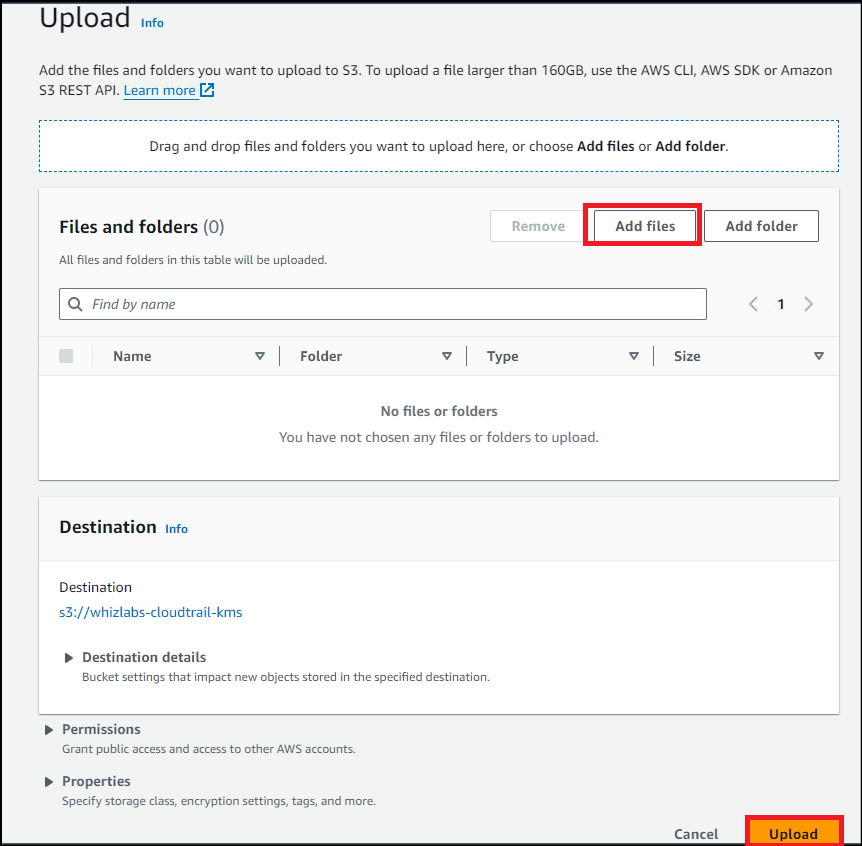 Upload Info
Add the files and folders you want to upload to S3. To upload a file larger than 160GB, use the AWS CLI, AWS SDK or Amazon
S3 REST API. Learn more
Drag and drop files and folders you want to upload here, or choose Add files or Add folder.
Files and folders (0) Remove Add files Add folder
All files and folders in this table will be uploaded.
Find by name 1
Name Folder Type Size
No files or folders
You have not chosen any files or folders to upload.
Destination Info
Destination
s3://whizlabs-cloudtrail-kms
Destination details
Bucket settings that impact new objects stored in the specified destination.
Permissions
Grant public access and access to other AWS accounts.
Properties
Specify storage class, encryption settings, tags, and more.
Cancel Upload